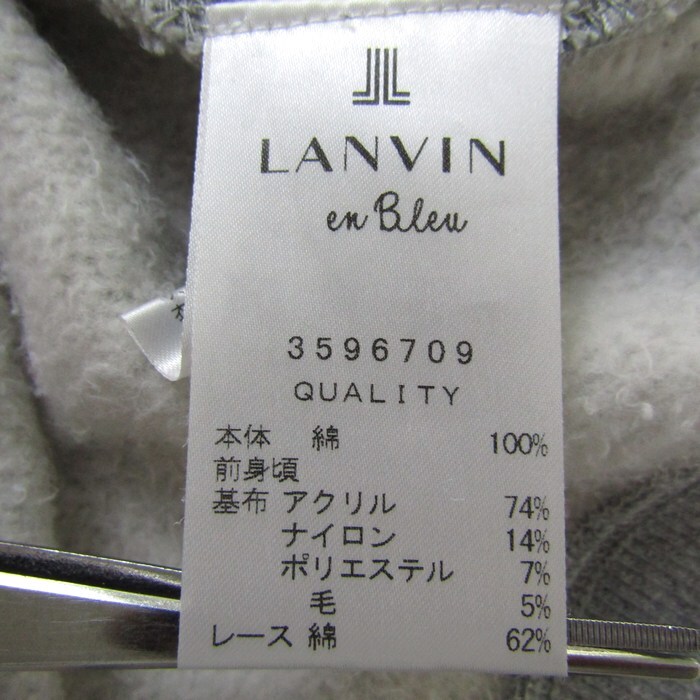 LANVIN
en Bleu
3596709
QUALITY
本体 綿 100%
前身頃
基布 アクリル 74%
ナイロン 14%
ポリエステル 7%
毛 5%
レース 綿 62%